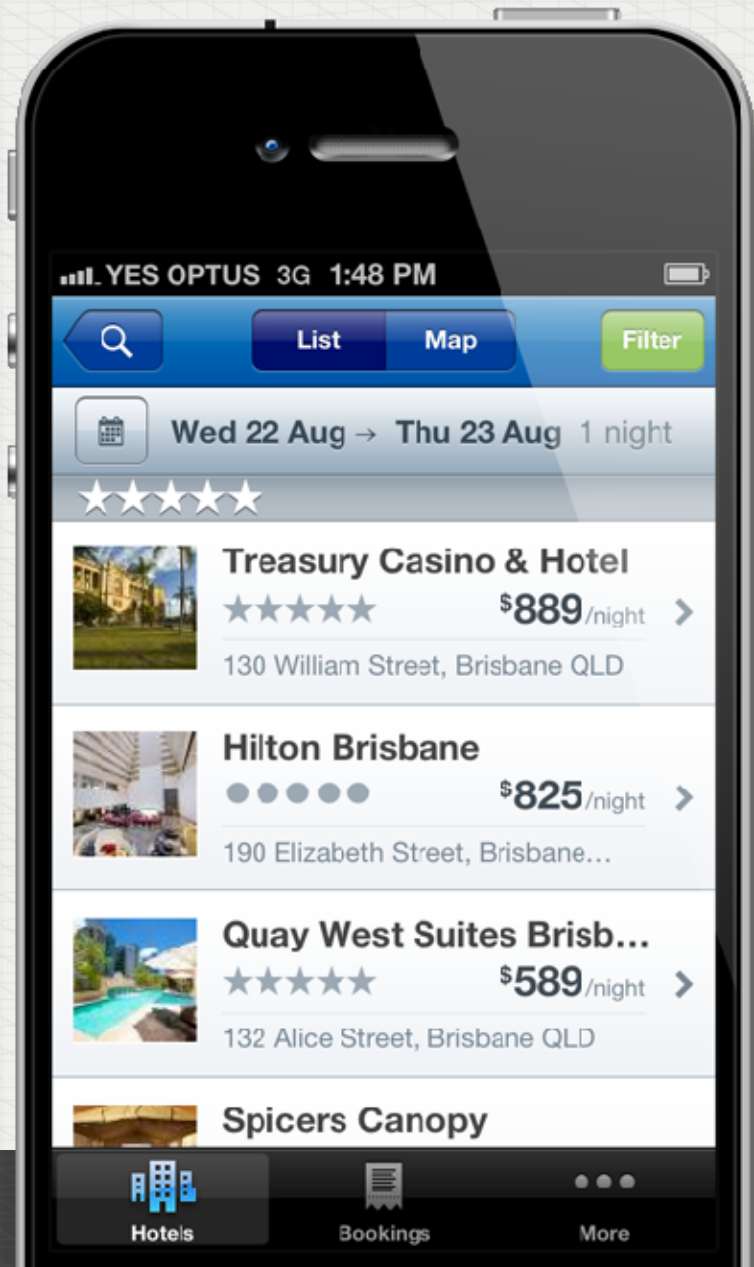 YES OPTUS 3G 1:48 PM
List Map Filter
Wed 22 Aug → Thu 23 Aug 1 night
Treasury Casino & Hotel
$889/night
130 William Street, Brisbane QLD
Hilton Brisbane
$825/night
190 Elizabeth Street, Brisbane...
Quay West Suites Brisb...
$589/night
132 Alice Street, Brisbane QLD
Spicers Canopy
Hotels Bookings More